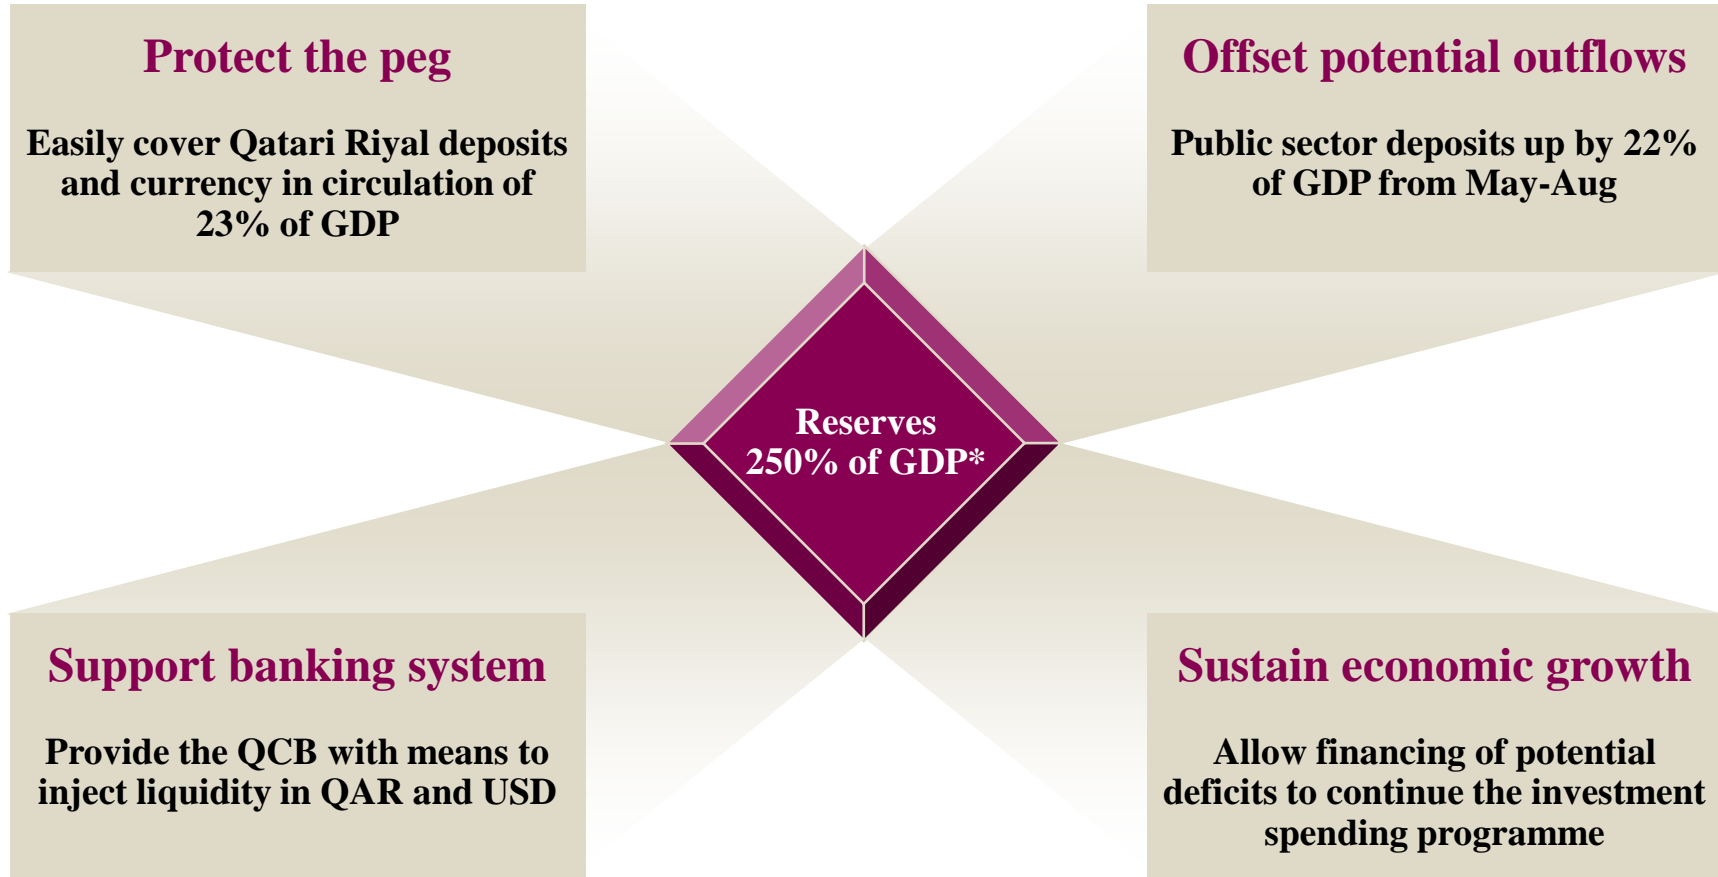 Protect the peg
Easily cover Qatari Riyal deposits
and currency in circulation of
23% of GDP
Offset potential outflows
Public sector deposits up by 22%
of GDP from May-Aug
Reserves
250% of GDP*
Support banking system
Provide the QCB with means to
inject liquidity in QAR and USD
Sustain economic growth
Allow financing of potential
deficits to continue the investment
spending programme